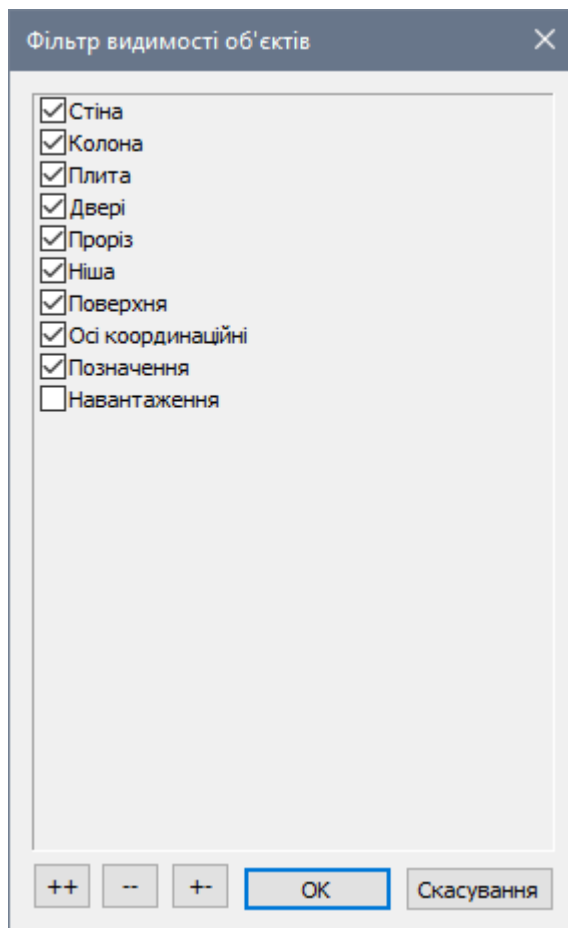 Фільтр видимості об'єктів
Стіна
Колона
Плита
Двері
Проріз
Ніша
Поверхня
Осі координаційні
Позначення
Навантаження
++ -- +- OK Скасування